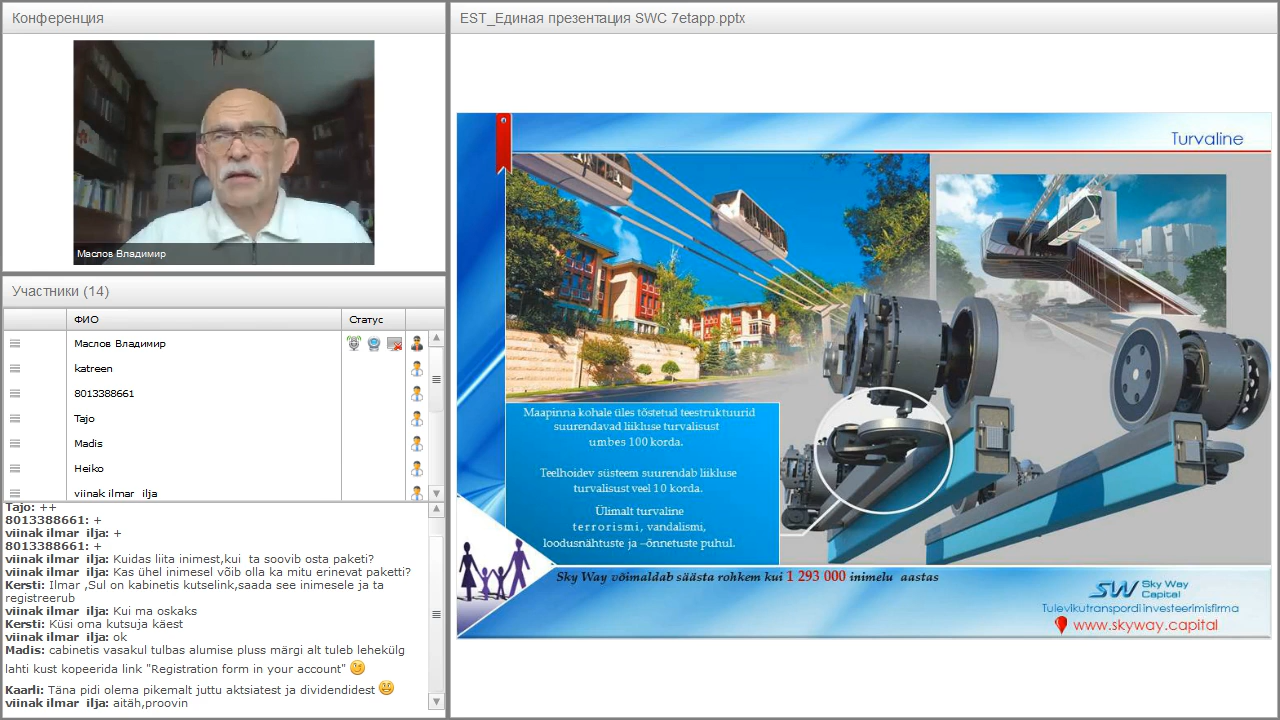 Конференция
Маслов Владимир
Участники (14)
ФИО
Статус
Маслов Владимир
katreen
8013388661
Tajo
Madis
Heiko
viinak ilmar ilja
Tajo: ++
8013388661: +
viinak ilmar ilja: +
8013388661: +
viinak ilmar ilja: Kuidas liita inimest,kui ta soovib osta paketi?
viinak ilmar ilja: Kas ühel inimesel võib olla ka mitu erinevat paketti?
Kersti: Ilmar ,Sul on kabinetis kutselink,saada see inimesele ja ta
registreerub
viinak ilmar ilja: Kui ma oskaks
Kersti: Küsi oma kutsuja käest
viinak ilmar ilja: ok
Madis: cabinetis vasakul tulbas alumise pluss märgi alt tuleb lehekülg
lahti kust kopeerida link "Registration form in your account"
Kaarli: Täna pidi olema pikemalt juttu aktsiatest ja dividendidest
viinak ilmar ilja: aitäh,proovin
EST_Единая презентация SWC 7etapp.pptx
Turvaline
Maapinna kohale üles tõstetud teestruktuurid
suurendavad liikluse turvalisust
umbes 100 korda.
Teelhoidev süsteem suurendab liikluse
turvalisust veel 10 korda.
Ülimalt turvaline
terrorismi, vandalismi,
loodusnähtuste ja –õnnetuste puhul.
Sky Way võimaldab säästa rohkem kui 1 293 000 inimelu aastas
SW Sky Way
Capital
Tulevikutranspordi investeerimisfirma
www.skyway.capital